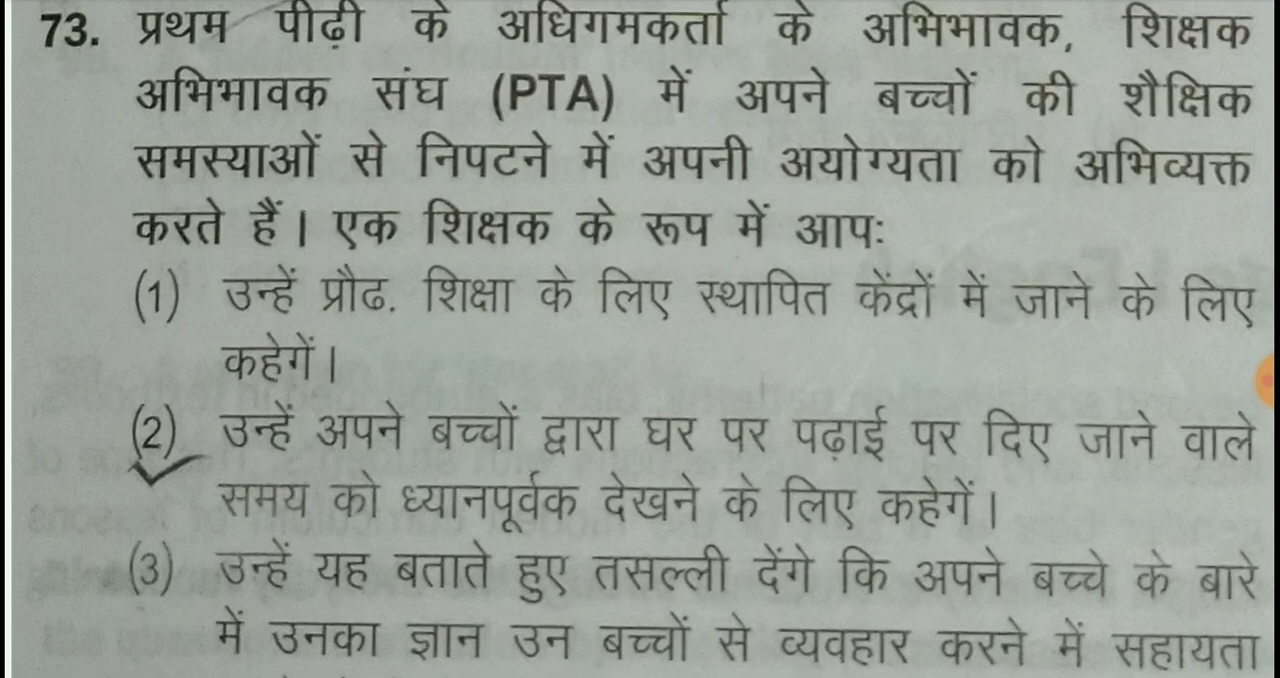 73. प्रथम पीढ़ी के अधिगमकर्ता के अभिभावक, शिक्षक
अभिभावक संघ (PTA) में अपने बच्चों की शैक्षिक
समस्याओं से निपटने में अपनी अयोग्यता को अभिव्यक्त
करते हैं। एक शिक्षक के रूप में आपः
(1) उन्हें प्रौढ. शिक्षा के लिए स्थापित केंद्रों में जाने के लिए
कहेगें।
(2) उन्हें अपने बच्चों द्वारा घर पर पढ़ाई पर दिए जाने वाले
समय को ध्यानपूर्वक देखने के लिए कहेगें।
(3) उन्हें यह बताते हुए तसल्ली देंगे कि अपने बच्चे के बारे
में उनका ज्ञान उन बच्चों से व्यवहार करने में सहायता